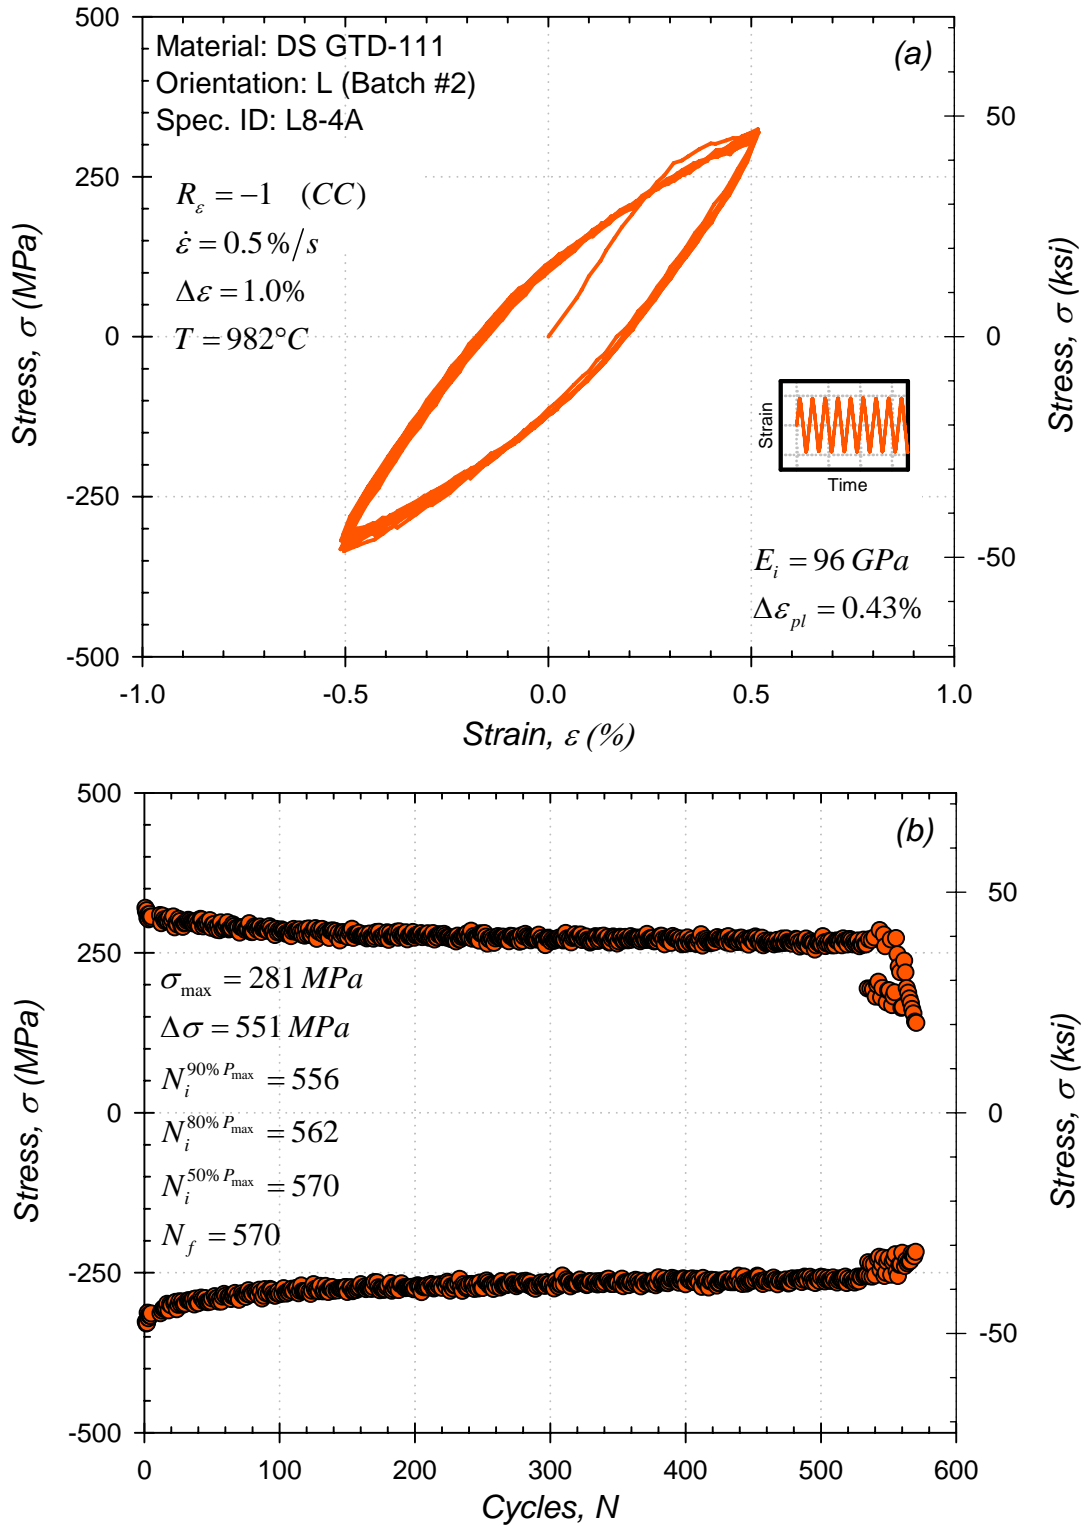 500
250
0
-250
-500
Stress, σ (MPa)
Material: DS GTD-111
Orientation: L (Batch #2)
Spec. ID: L8-4A
(a)
R_ε = −1 (CC)
ε̇ = 0.5%/s
Δε = 1.0%
T = 982°C
Strain
Time
E_i = 96 GPa
Δε_pl = 0.43%
50
0
-50
Stress, σ (ksi)
-1.0 -0.5 0.0 0.5 1.0
Strain, ε (%)
500
250
0
-250
-500
Stress, σ (MPa)
(b)
σ_max = 281 MPa
Δσ = 551 MPa
N_i^90% P_max = 556
N_i^80% P_max = 562
N_i^50% P_max = 570
N_f = 570
50
0
-50
Stress, σ (ksi)
0 100 200 300 400 500 600
Cycles, N